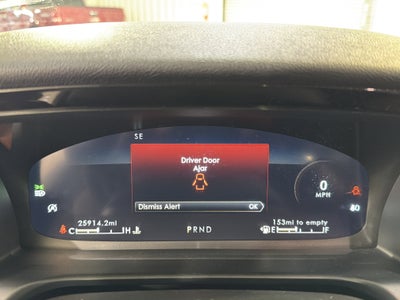 SE
Driver Door
Ajar
0
MPH
Dismiss Alert OK
25914.2mi
153mi to empty
C H
PRND
E F